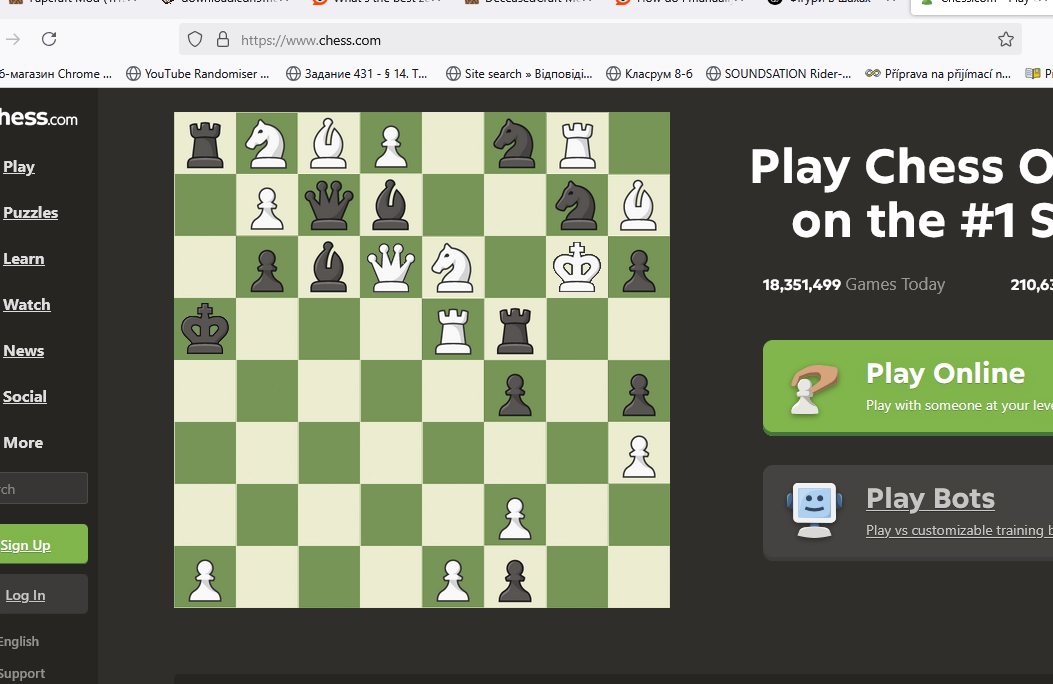 https://www.chess.com
б-магазин Chrome ...
YouTube Randomiser ...
Задание 431 - § 14. Т...
Site search » Відповіді...
Класрум 8-6
SOUNDSATION Rider-...
Příprava na přijímací n...
hess.com
Play
Puzzles
Learn
Watch
News
Social
More
rch
Sign Up
Log In
English
Support
Play Chess O
on the #1 S
18,351,499 Games Today
210,63
Play Online
Play with someone at your leve
Play Bots
Play vs customizable training b